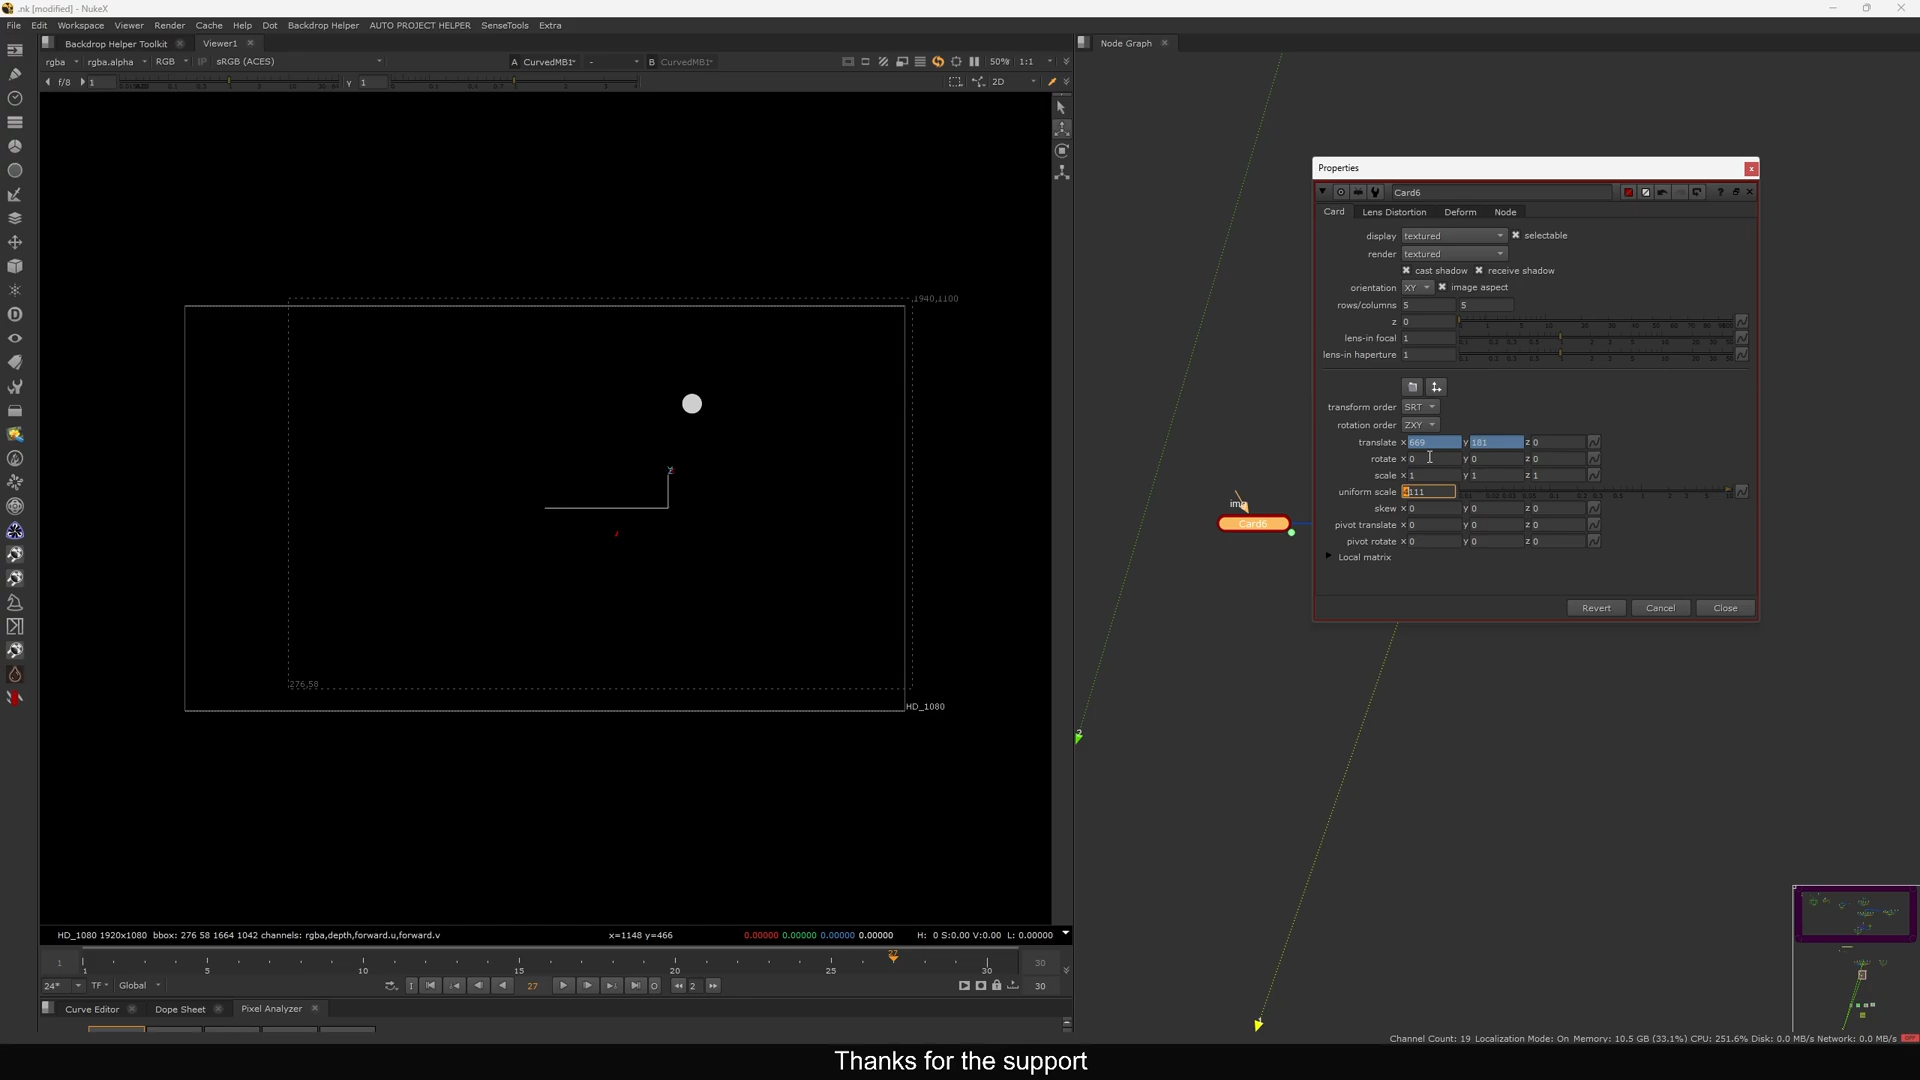 .nk [modified] - NukeX
File Edit Workspace Viewer Render Render Cache Help Dot Backdrop Helper AUTO PROJECT HELPER SenseTools Extra
Backdrop Helper Toolkit Viewer1 Node Graph
rgba rgba.alpha RGB IP sRGB (ACES) A CurvedMB1 - B CurvedMB1 50% 1:1
f/8 1 Y 1 2D
1940,1100
276,58
HD_1080
Properties
Card6
Card Lens Distortion Deform Node
display textured selectable
render textured
cast shadow receive shadow
orientation XY image aspect
rows/columns 5 5
z 0
lens-in focal 1
lens-in haperture 1
transform order SRT
rotation order ZXY
translate x 669 y 181 z 0
rotate x 0 y 0 z 0
scale x 1 y 1 z 1
uniform scale
skew x 0 y 0 z 0
pivot translate x 0 y 0 z 0
pivot rotate x 0 y 0 z 0
Local matrix
Revert Cancel Close
img
Card6
2
HD_1080 1920x1080 bbox: 276 58 1664 1042 channels: rgba,depth,forward.u,forward.v x=1148 y=466 0.00000 0.00000 0.00000 0.00000 H: 0 S:0.00 V:0.00 L: 0.00000
1 1 5 10 15 20 25 27 30 30
24* TF Global 27 2 30
Curve Editor Dope Sheet Pixel Analyzer
Channel Count: 19 Localization Mode: On Memory: 10.5 GB (33.1%) CPU: 251.6% Disk: 0.0 MB/s Network: 0.0 MB/s
Thanks for the support